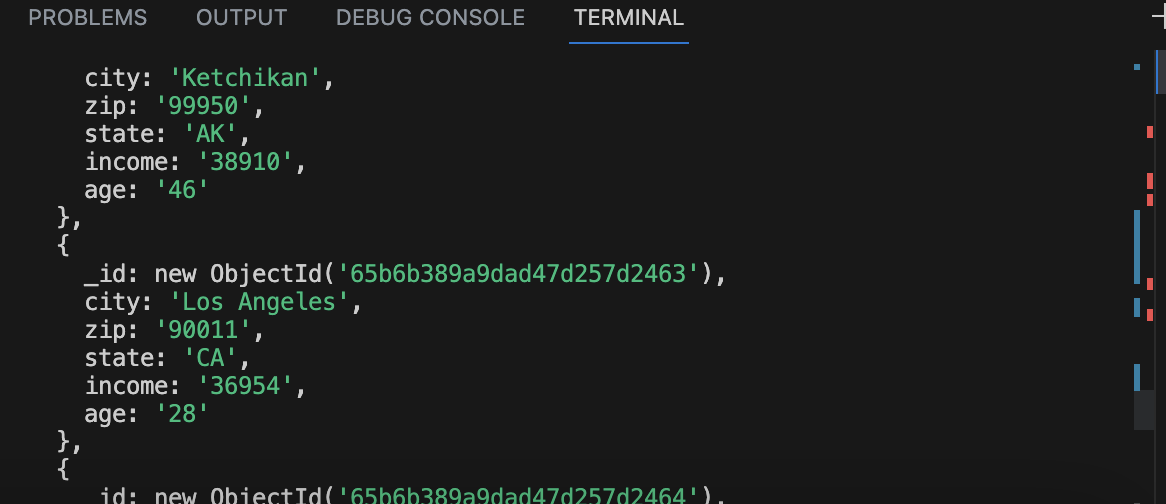 PROBLEMS OUTPUT DEBUG CONSOLE TERMINAL
city: 'Ketchikan',
zip: '99950',
state: 'AK',
income: '38910',
age: '46'
},
{
_id: new ObjectId('65b6b389a9dad47d257d2463'),
city: 'Los Angeles',
zip: '90011',
state: 'CA',
income: '36954',
age: '28'
},
{
_id: new ObjectId('65b6b389a9dad47d257d2464'),